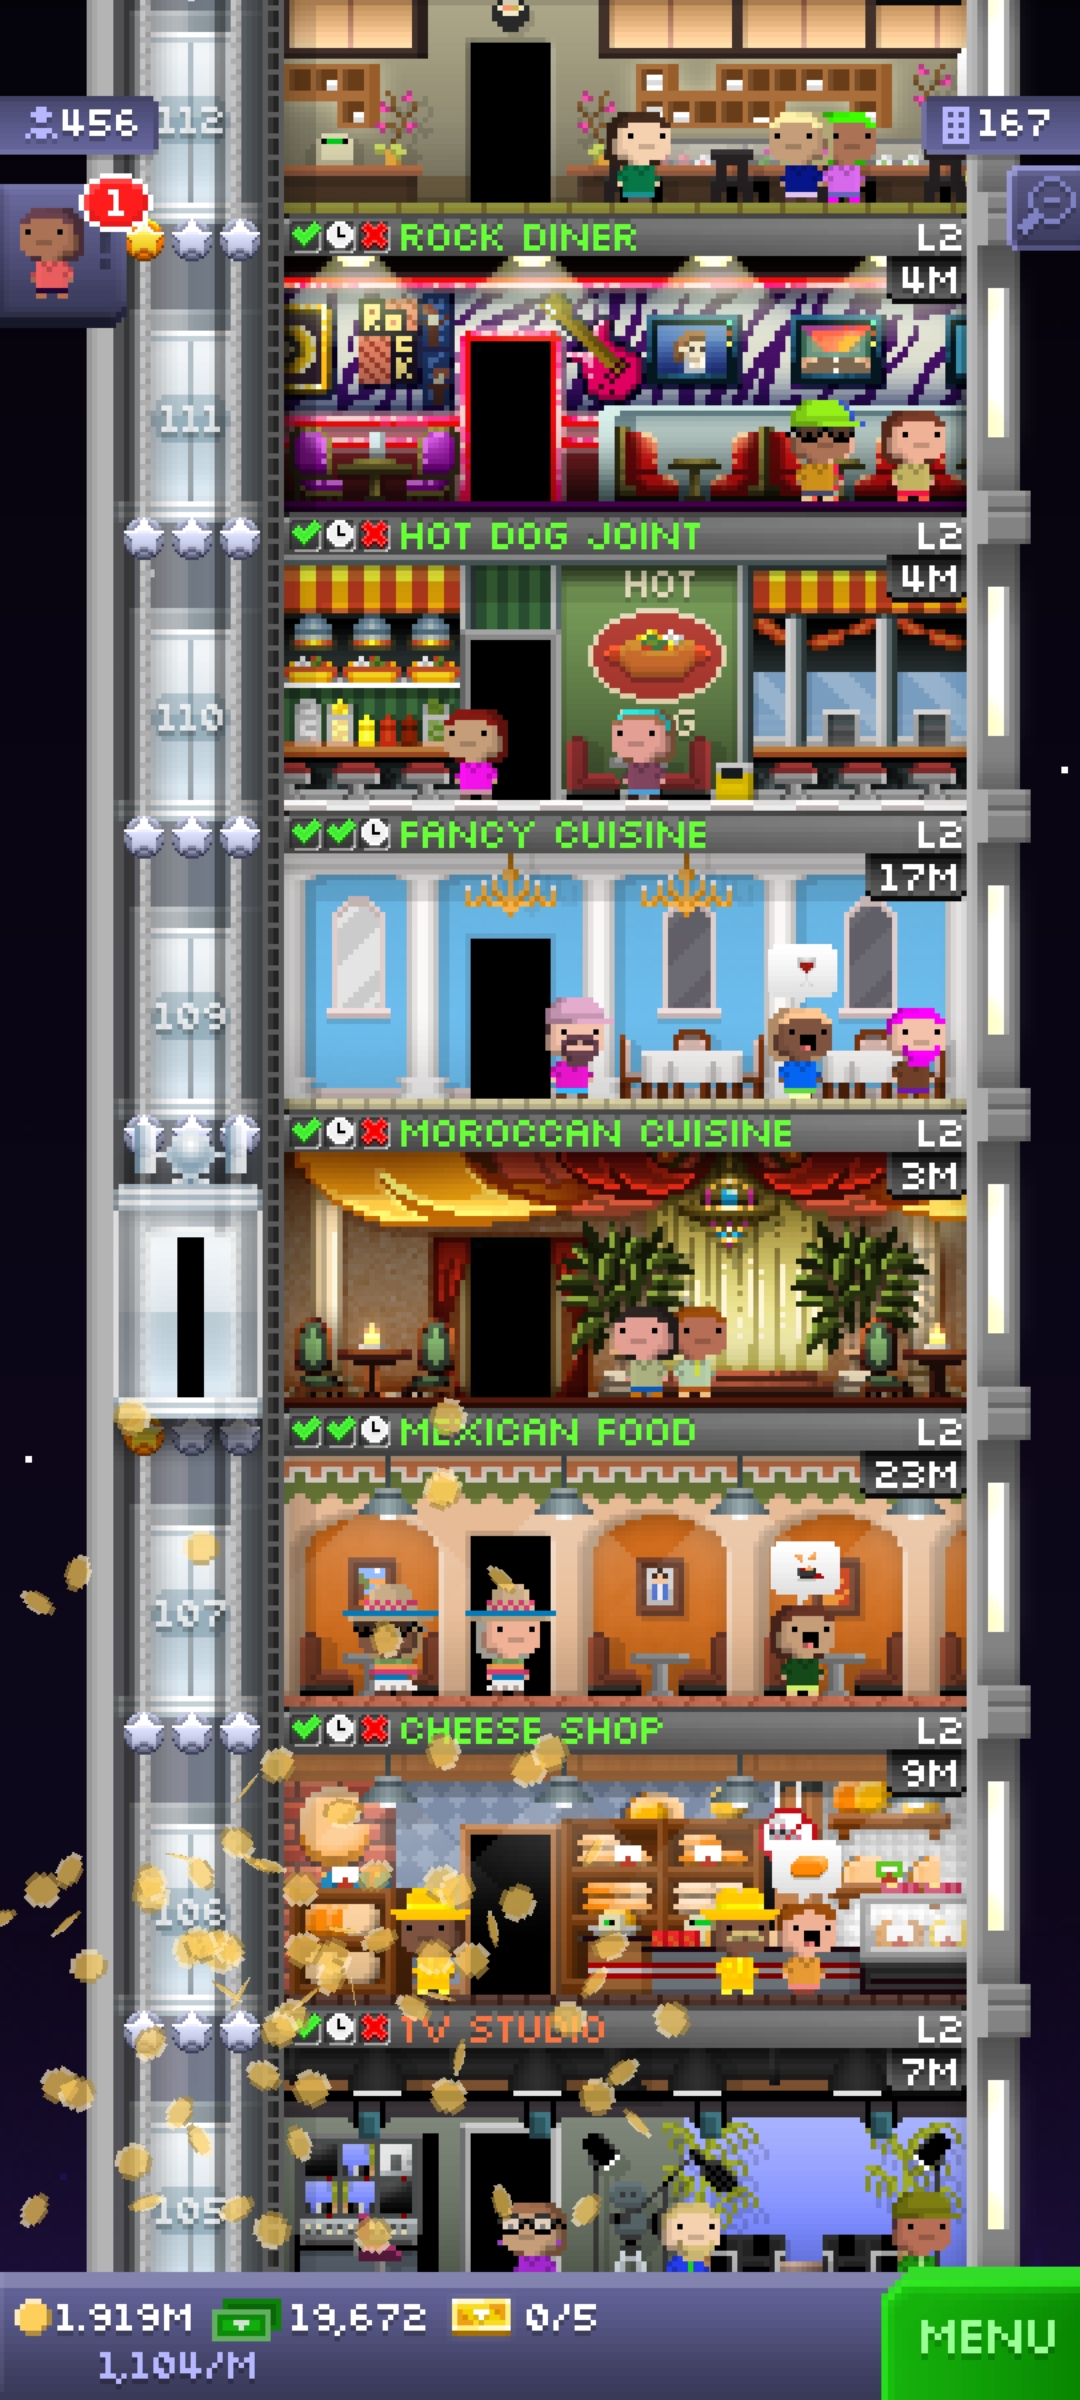 456
112
167
1
ROCK DINER
L2
4M
ROCK
111
HOT DOG JOINT
L2
4M
HOT
G
110
FANCY CUISINE
L2
17M
109
MOROCCAN CUISINE
L2
3M
MEXICAN FOOD
L2
23M
107
CHEESE SHOP
L2
9M
106
TV STUDIO
L2
7M
105
1.919M
19,672
0/5
MENU
1,104/M